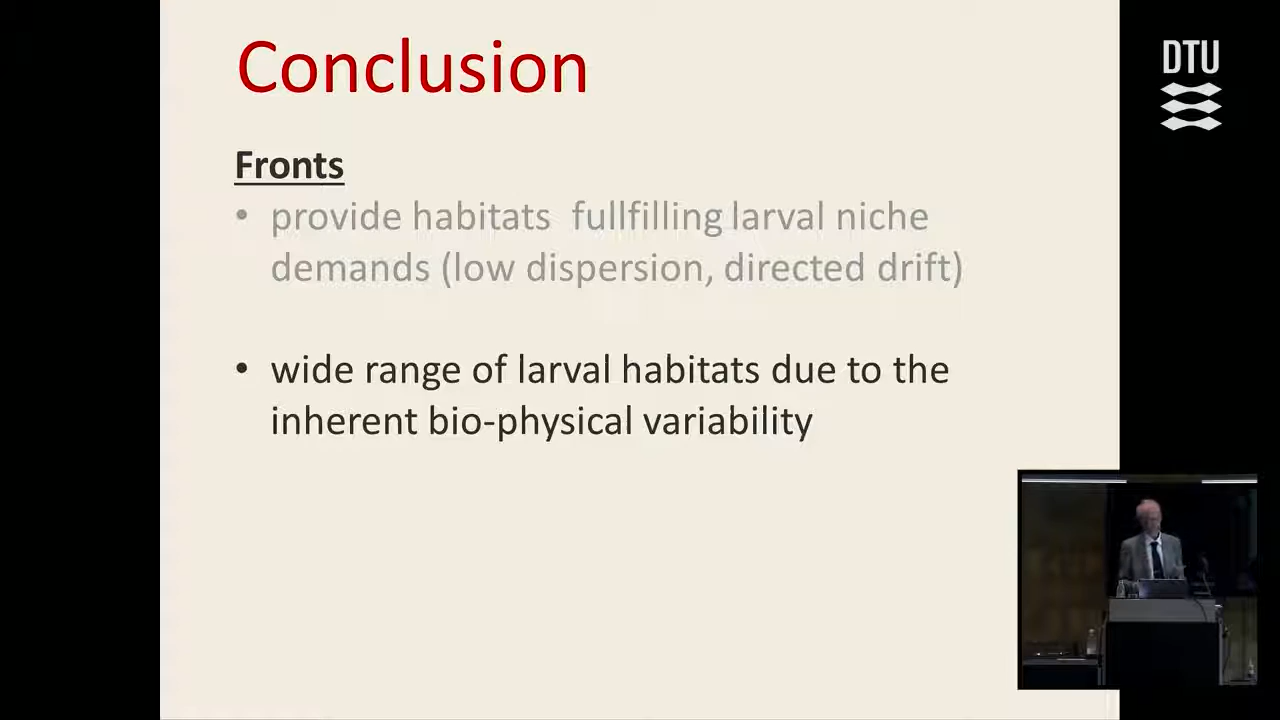 Conclusion
DTU
Fronts
• provide habitats fullfilling larval niche
demands (low dispersion, directed drift)
• wide range of larval habitats due to the
inherent bio-physical variability